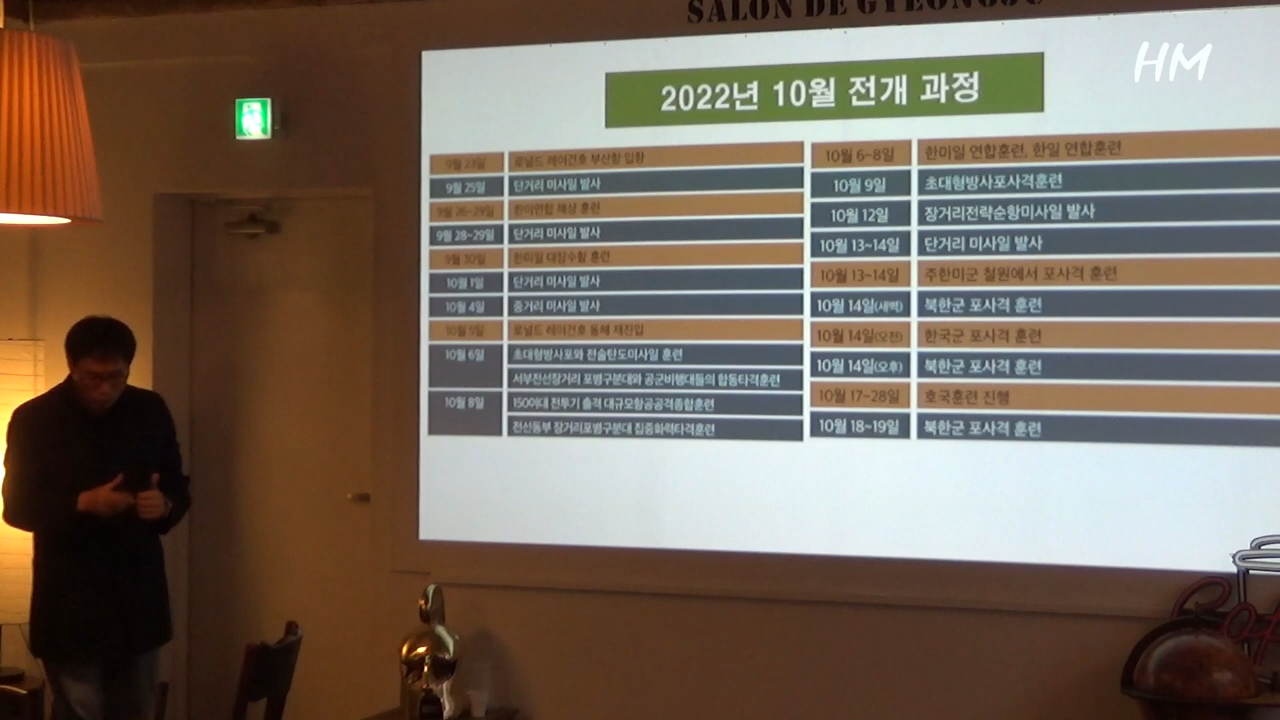 SALON DE GYEONGJU
HM
2022년 10월 전개 과정
9월 23일 로널드 레이건호 부산항 입항
9월 25일 단거리 미사일 발사
9월 26~29일 한미연합 해상 훈련
9월 28~29일 단거리 미사일 발사
9월 30일 한미일 대잠수함 훈련
10월 1일 단거리 미사일 발사
10월 4일 중거리 미사일 발사
10월 5일 로널드 레이건호 동해 재진입
10월 6일 초대형방사포와 전술탄도미사일 훈련
서부전선장거리 포병구분대와 공군비행대들의 합동타격훈련
10월 8일 150여대 전투기 출격 대규모항공공격종합훈련
전선동부 장거리포병구분대 집중화력타격훈련
10월 6~8일 한미일 연합훈련, 한일 연합훈련
10월 9일 초대형방사포사격훈련
10월 12일 장거리전략순항미사일 발사
10월 13~14일 단거리 미사일 발사
10월 13~14일 주한미군 철원에서 포사격 훈련
10월 14일(새벽) 북한군 포사격 훈련
10월 14일(오전) 한국군 포사격 훈련
10월 14일(오후) 북한군 포사격 훈련
10월 17~28일 호국훈련 진행
10월 18~19일 북한군 포사격 훈련